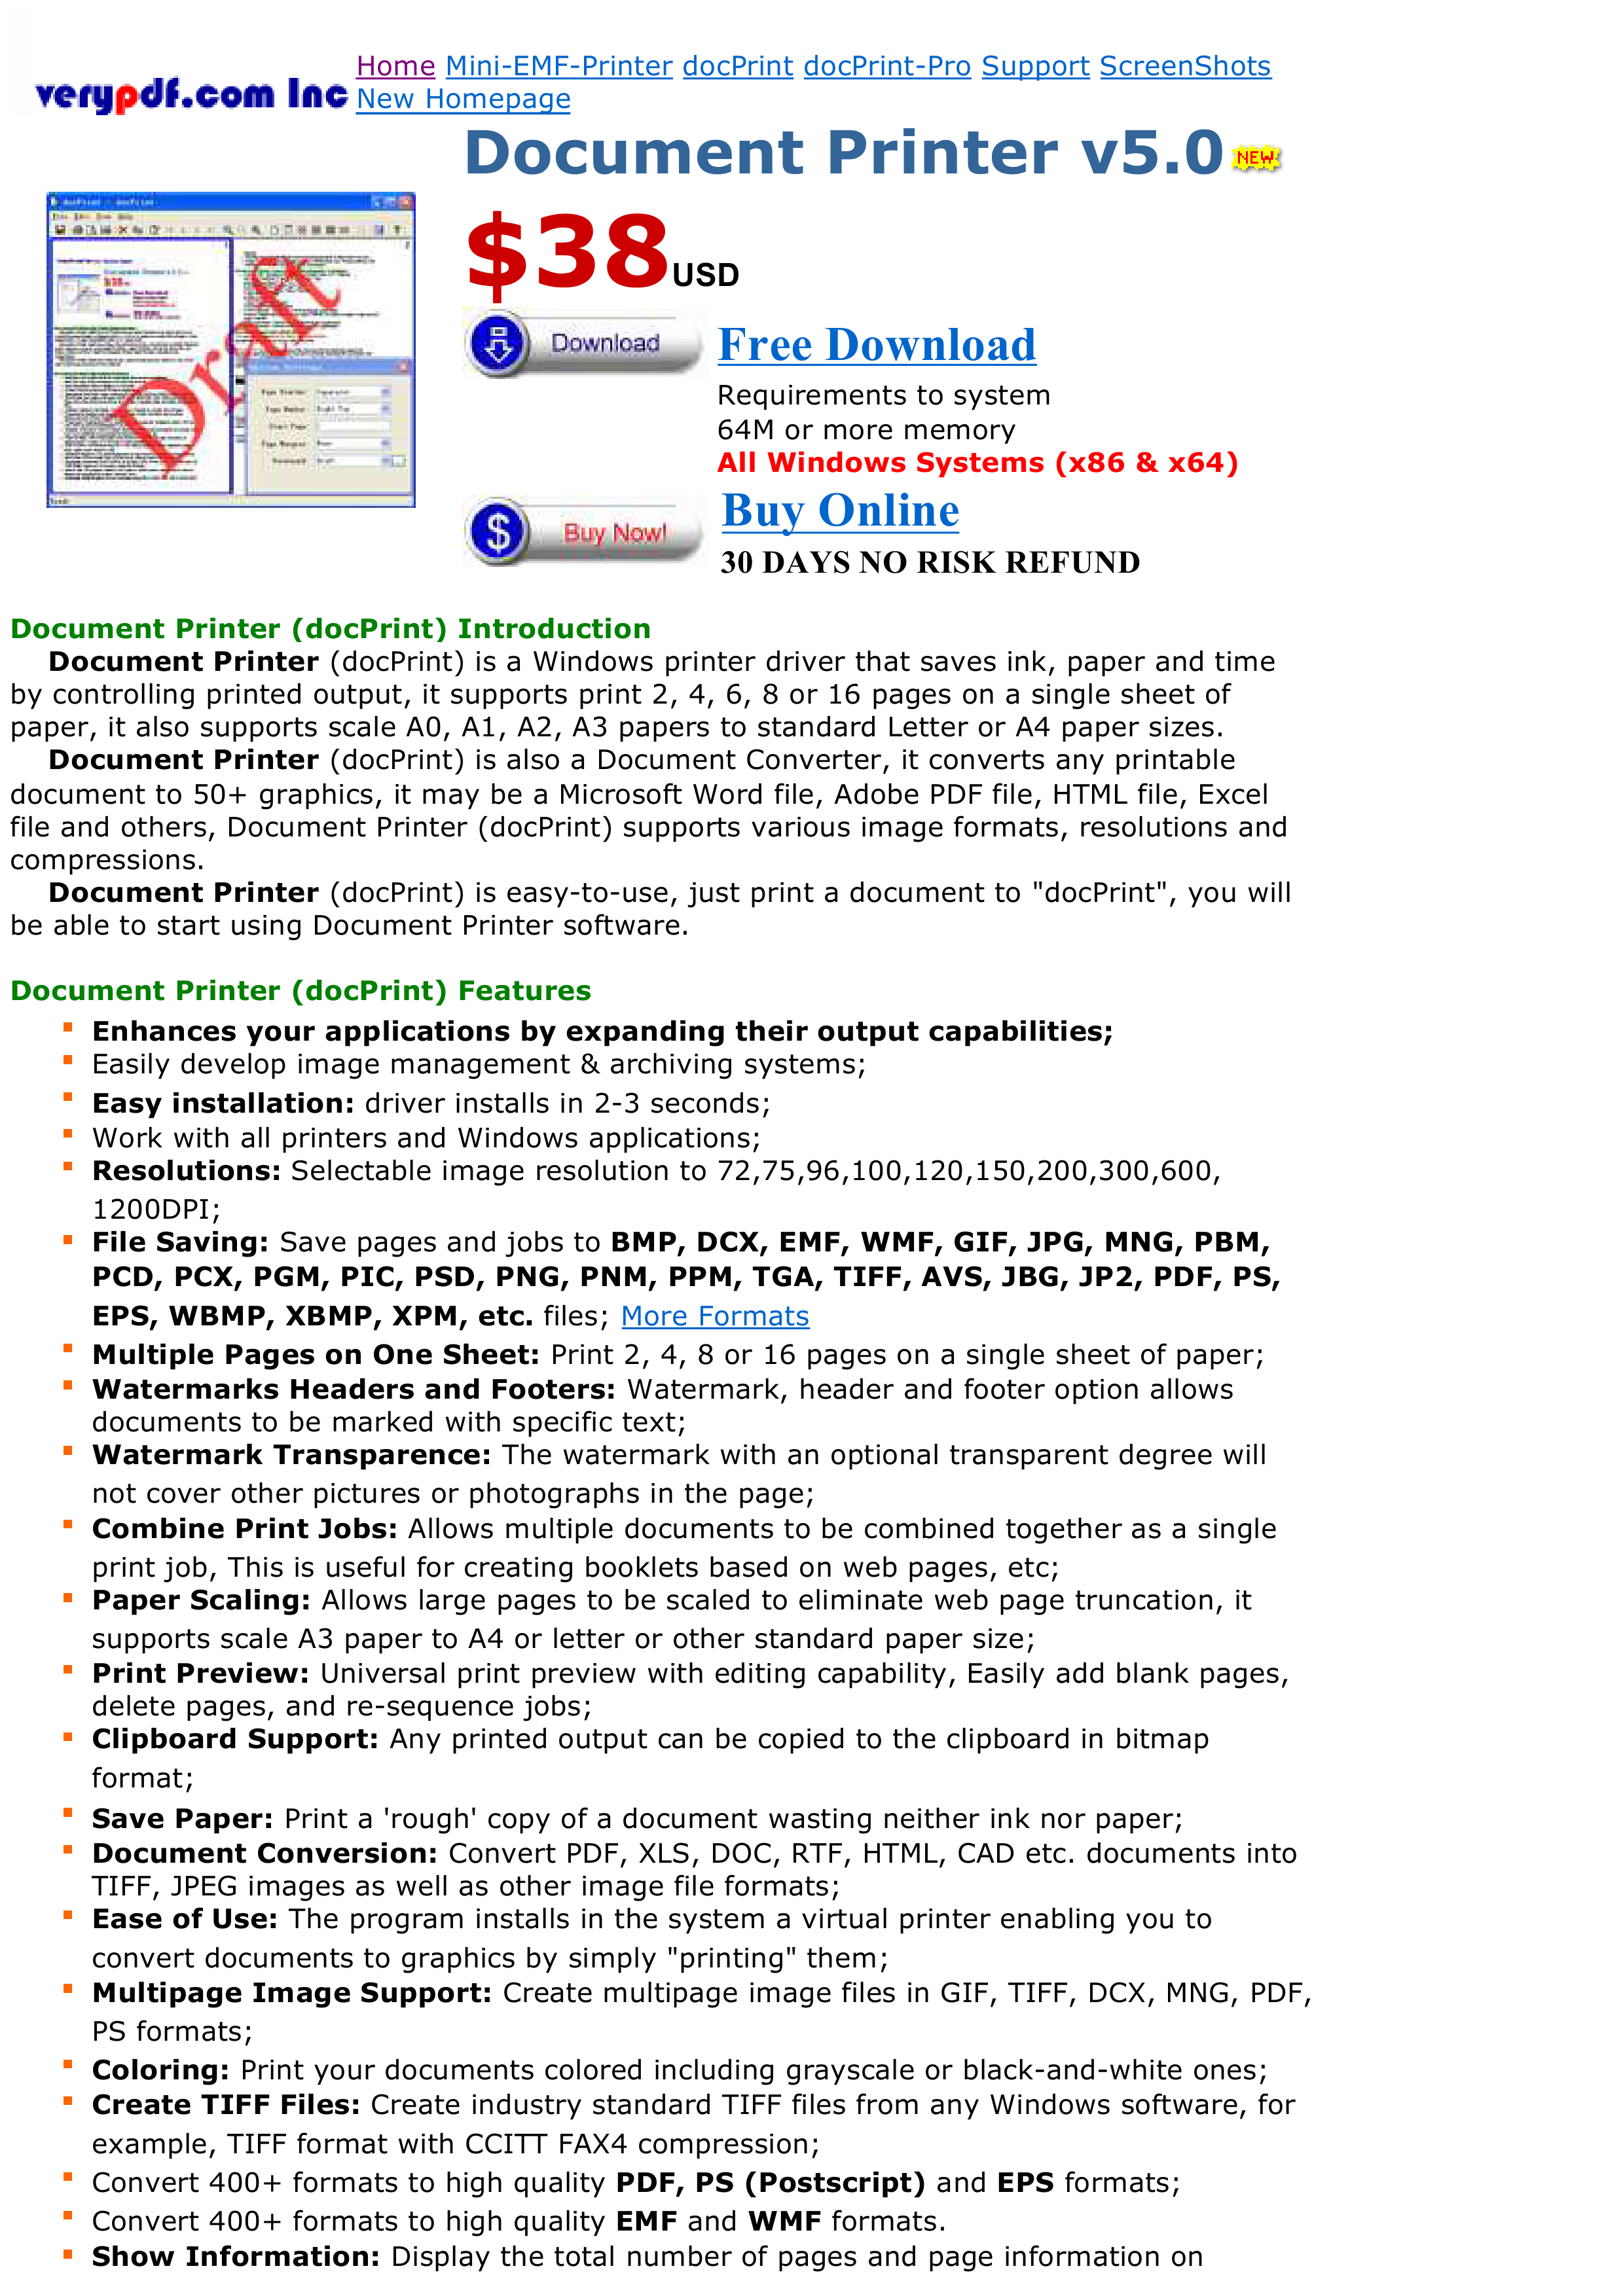 Home Mini-EMF-Printer docPrint docPrint-Pro Support ScreenShots
verypdf.com Inc New Homepage
Document Printer v5.0 NEW
$38 USD
Draft
Download Free Download
Requirements to system
64M or more memory
All Windows Systems (x86 & x64)
Buy Now! Buy Online
30 DAYS NO RISK REFUND
Document Printer (docPrint) Introduction
Document Printer (docPrint) is a Windows printer driver that saves ink, paper and time
by controlling printed output, it supports print 2, 4, 6, 8 or 16 pages on a single sheet of
paper, it also supports scale A0, A1, A2, A3 papers to standard Letter or A4 paper sizes.
Document Printer (docPrint) is also a Document Converter, it converts any printable
document to 50+ graphics, it may be a Microsoft Word file, Adobe PDF file, HTML file, Excel
file and others, Document Printer (docPrint) supports various image formats, resolutions and
compressions.
Document Printer (docPrint) is easy-to-use, just print a document to "docPrint", you will
be able to start using Document Printer software.
Document Printer (docPrint) Features
Enhances your applications by expanding their output capabilities;
Easily develop image management & archiving systems;
Easy installation: driver installs in 2-3 seconds;
Work with all printers and Windows applications;
Resolutions: Selectable image resolution to 72,75,96,100,120,150,200,300,600,
1200DPI;
File Saving: Save pages and jobs to BMP, DCX, EMF, WMF, GIF, JPG, MNG, PBM,
PCD, PCX, PGM, PIC, PSD, PNG, PNM, PPM, TGA, TIFF, AVS, JBG, JP2, PDF, PS,
EPS, WBMP, XBMP, XPM, etc. files; More Formats
Multiple Pages on One Sheet: Print 2, 4, 8 or 16 pages on a single sheet of paper;
Watermarks Headers and Footers: Watermark, header and footer option allows
documents to be marked with specific text;
Watermark Transparence: The watermark with an optional transparent degree will
not cover other pictures or photographs in the page;
Combine Print Jobs: Allows multiple documents to be combined together as a single
print job, This is useful for creating booklets based on web pages, etc;
Paper Scaling: Allows large pages to be scaled to eliminate web page truncation, it
supports scale A3 paper to A4 or letter or other standard paper size;
Print Preview: Universal print preview with editing capability, Easily add blank pages,
delete pages, and re-sequence jobs;
Clipboard Support: Any printed output can be copied to the clipboard in bitmap
format;
Save Paper: Print a 'rough' copy of a document wasting neither ink nor paper;
Document Conversion: Convert PDF, XLS, DOC, RTF, HTML, CAD etc. documents into
TIFF, JPEG images as well as other image file formats;
Ease of Use: The program installs in the system a virtual printer enabling you to
convert documents to graphics by simply "printing" them;
Multipage Image Support: Create multipage image files in GIF, TIFF, DCX, MNG, PDF,
PS formats;
Coloring: Print your documents colored including grayscale or black-and-white ones;
Create TIFF Files: Create industry standard TIFF files from any Windows software, for
example, TIFF format with CCITT FAX4 compression;
Convert 400+ formats to high quality PDF, PS (Postscript) and EPS formats;
Convert 400+ formats to high quality EMF and WMF formats.
Show Information: Display the total number of pages and page information on